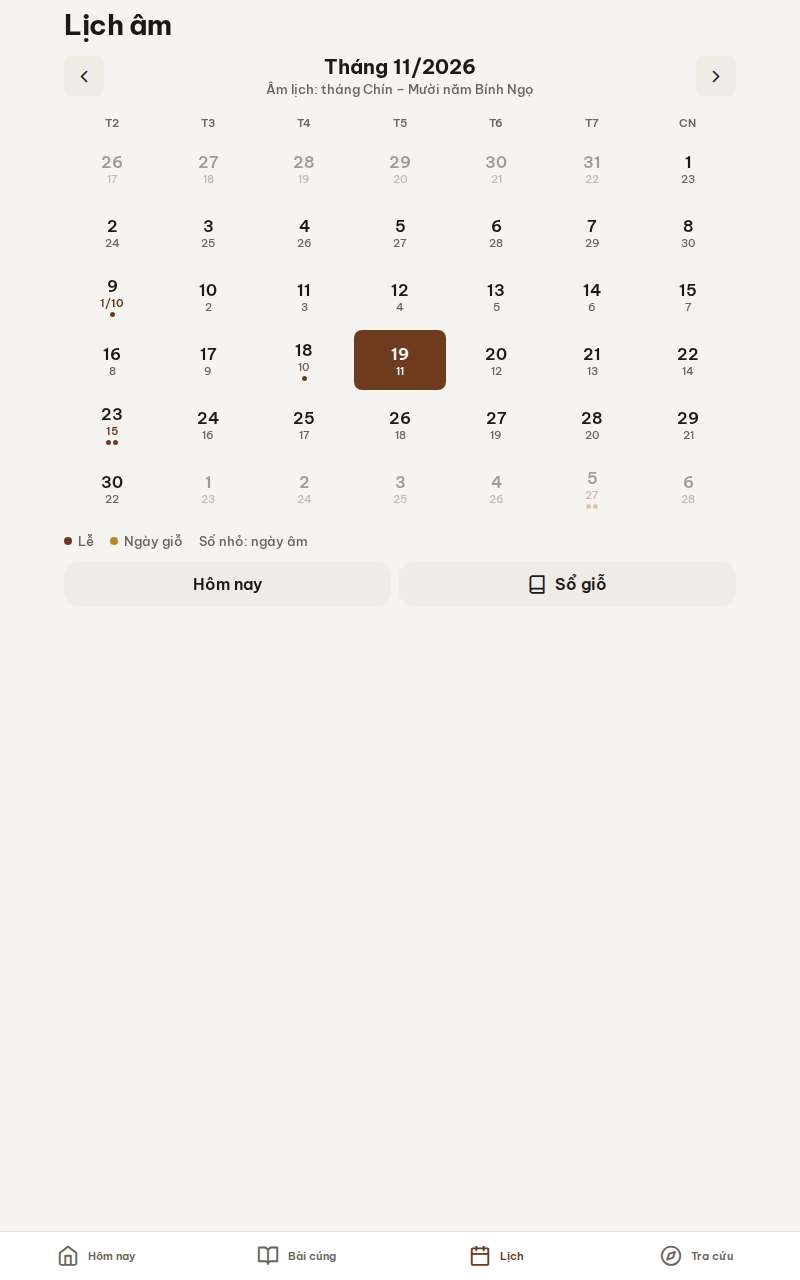 Lịch âm
Tháng 11/2026
Âm lịch: tháng Chín – Mười năm Bính Ngọ
T2 T3 T4 T5 T6 T7 CN
26 27 28 29 30 31 1
17 18 19 20 21 22 23
2 3 4 5 6 7 8
24 25 26 27 28 29 30
9 10 11 12 13 14 15
1/10 2 3 4 5 6 7
16 17 18 19 20 21 22
8 9 10 11 12 13 14
23 24 25 26 27 28 29
15 16 17 18 19 20 21
30 1 2 3 4 5 6
22 23 24 25 26 27 28
Lễ Ngày giỗ Số nhỏ: ngày âm
Hôm nay Sổ giỗ
Hôm nay Bài cúng Lịch Tra cứu